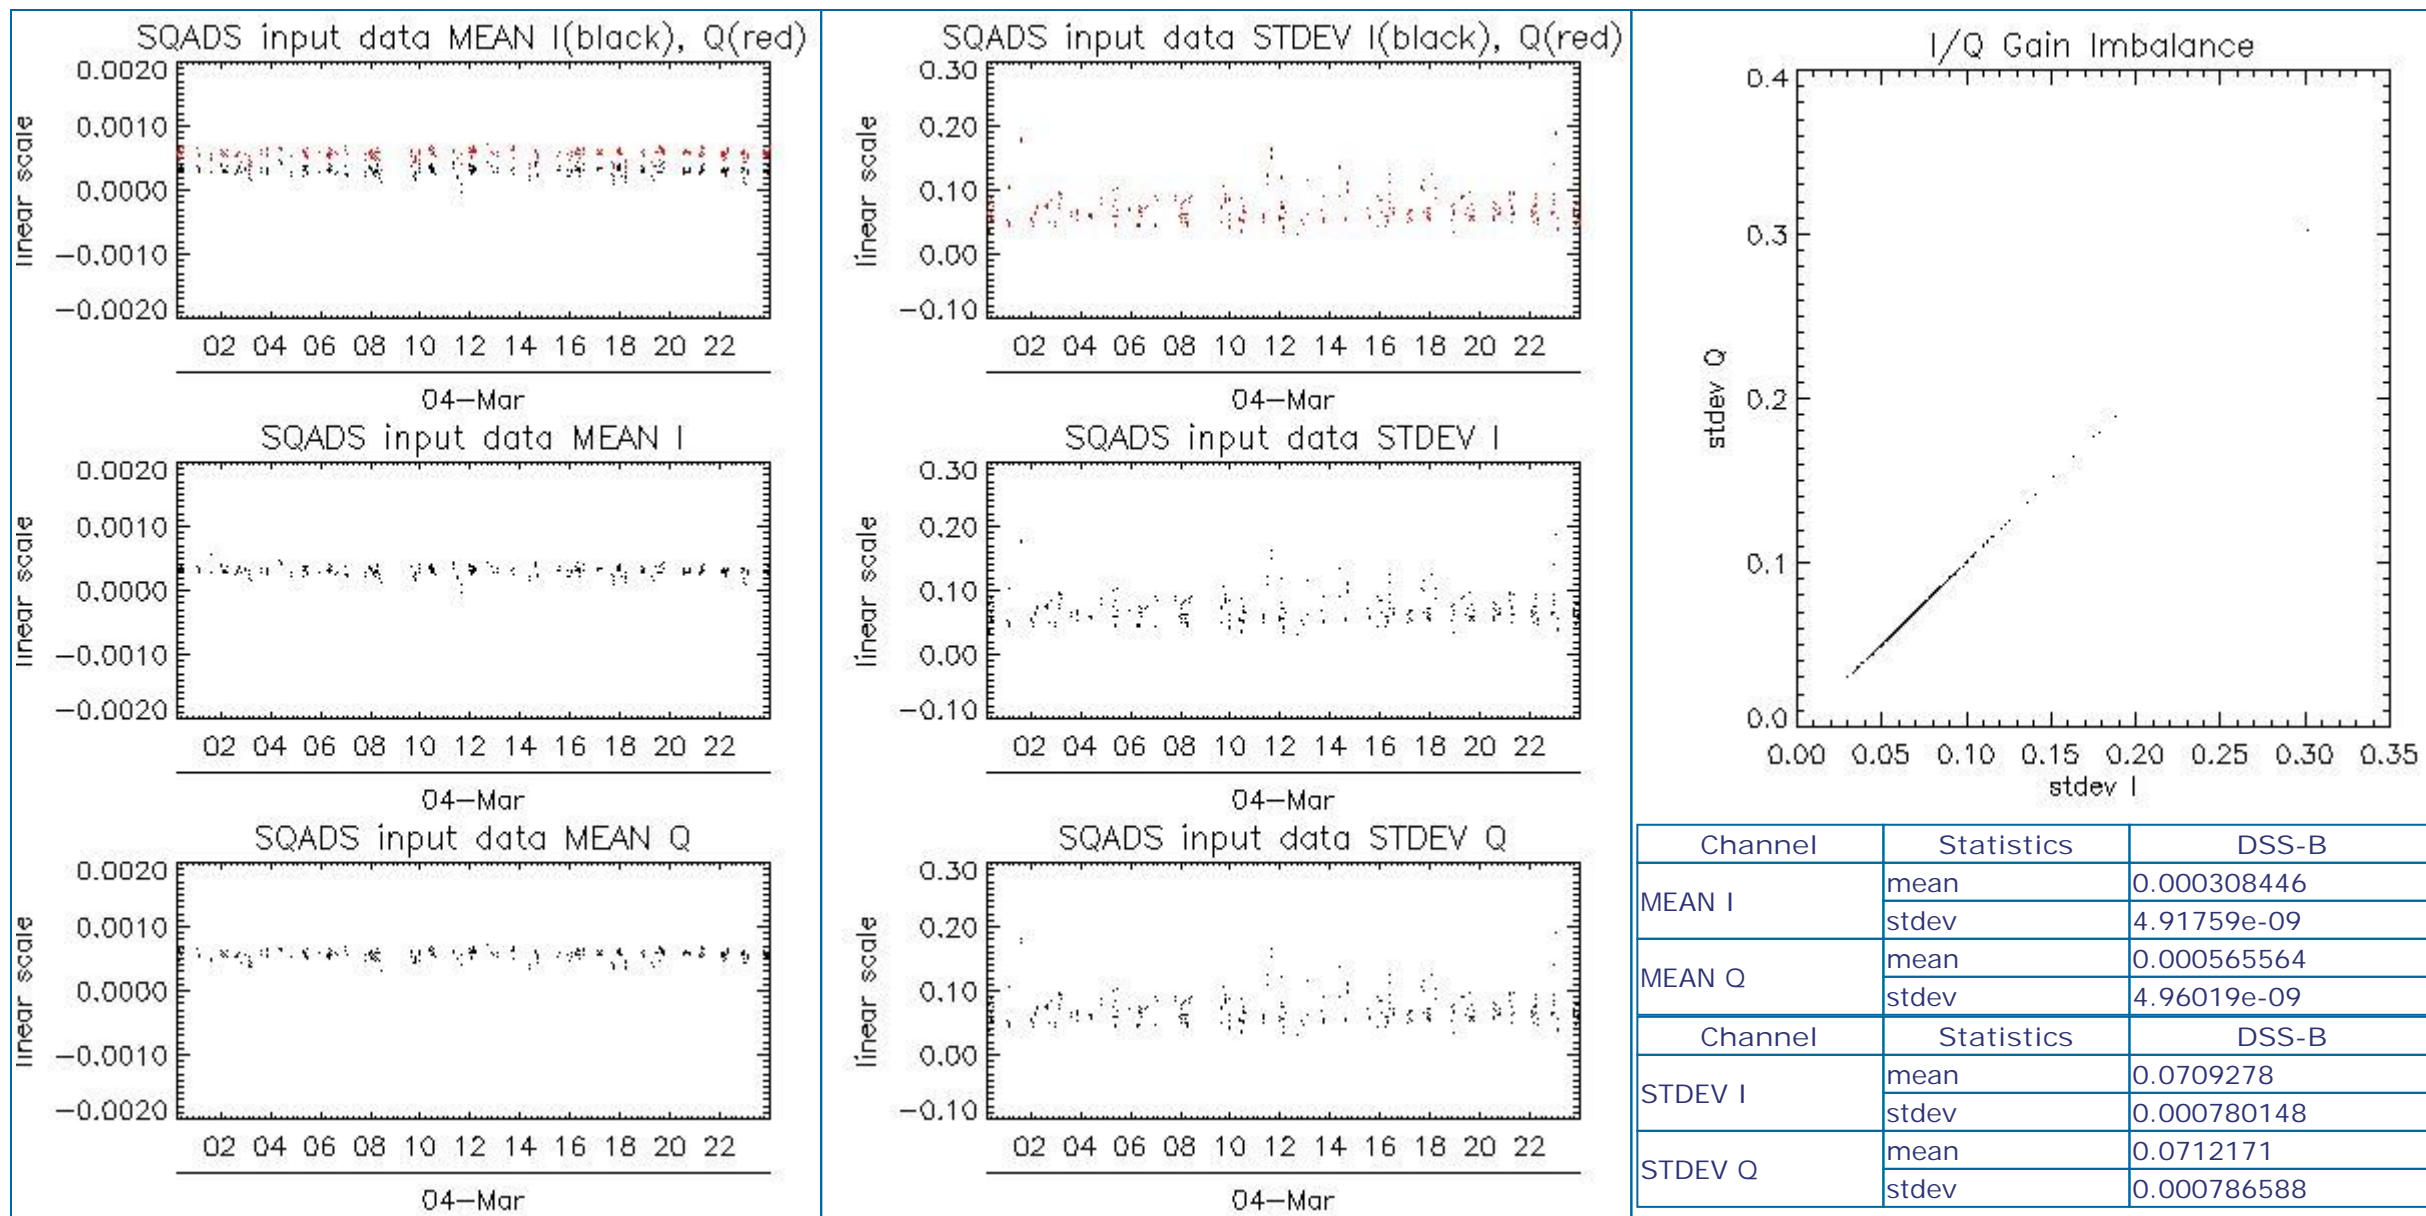 SQADS input data MEAN I(black), Q(red)
0.0020
0.0010
0.0000
−0.0010
−0.0020
linear scale
02 04 06 08 10 12 14 16 18 20 22
04−Mar
SQADS input data MEAN I
0.0020
0.0010
0.0000
−0.0010
−0.0020
linear scale
02 04 06 08 10 12 14 16 18 20 22
04−Mar
SQADS input data MEAN Q
0.0020
0.0010
0.0000
−0.0010
−0.0020
linear scale
02 04 06 08 10 12 14 16 18 20 22
04−Mar
SQADS input data STDEV I(black), Q(red)
0.30
0.20
0.10
0.00
−0.10
linear scale
02 04 06 08 10 12 14 16 18 20 22
04−Mar
SQADS input data STDEV I
0.30
0.20
0.10
0.00
−0.10
linear scale
02 04 06 08 10 12 14 16 18 20 22
04−Mar
SQADS input data STDEV Q
0.30
0.20
0.10
0.00
−0.10
linear scale
02 04 06 08 10 12 14 16 18 20 22
04−Mar
I/Q Gain Imbalance
0.4
0.3
0.2
0.1
0.0
stdev Q
0.00 0.05 0.10 0.15 0.20 0.25 0.30 0.35
stdev I
Channel Statistics DSS-B
MEAN I mean 0.000308446
stdev 4.91759e-09
MEAN Q mean 0.000565564
stdev 4.96019e-09
Channel Statistics DSS-B
STDEV I mean 0.0709278
stdev 0.000780148
STDEV Q mean 0.0712171
stdev 0.000786588